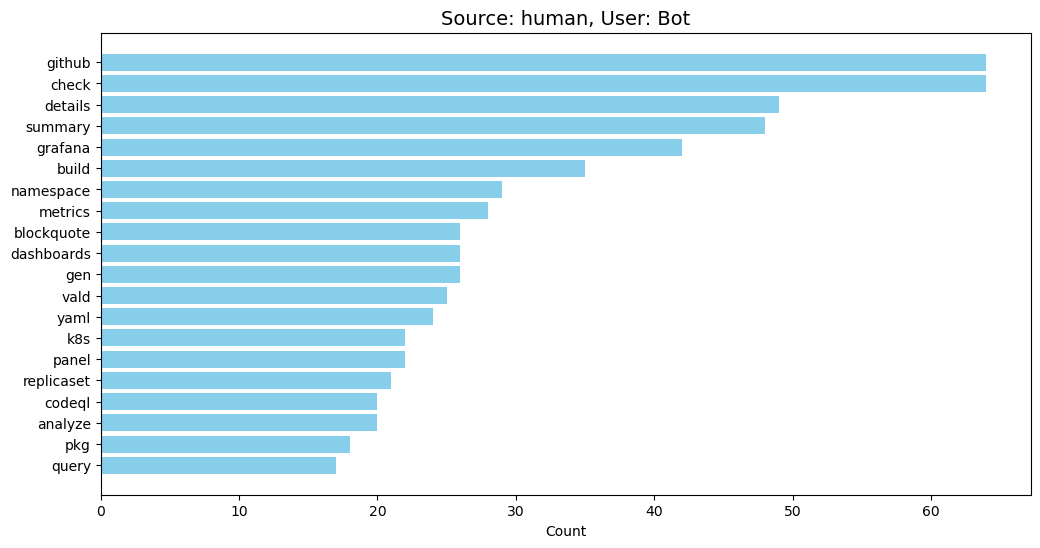 Source: human, User: Bot
github
check
details
summary
grafana
build
namespace
metrics
blockquote
dashboards
gen
vald
yaml
k8s
panel
replicaset
codeql
analyze
pkg
query
0 10 20 30 40 50 60
Count